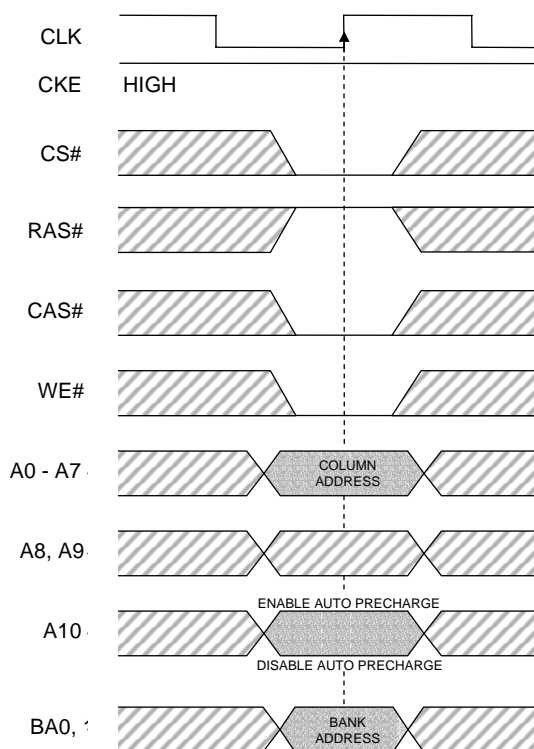 CLK
CKE HIGH
CS#
RAS#
CAS#
WE#
A0 - A7
COLUMN
ADDRESS
A8, A9
ENABLE AUTO PRECHARGE
A10
DISABLE AUTO PRECHARGE
BA0,
BANK
ADDRESS